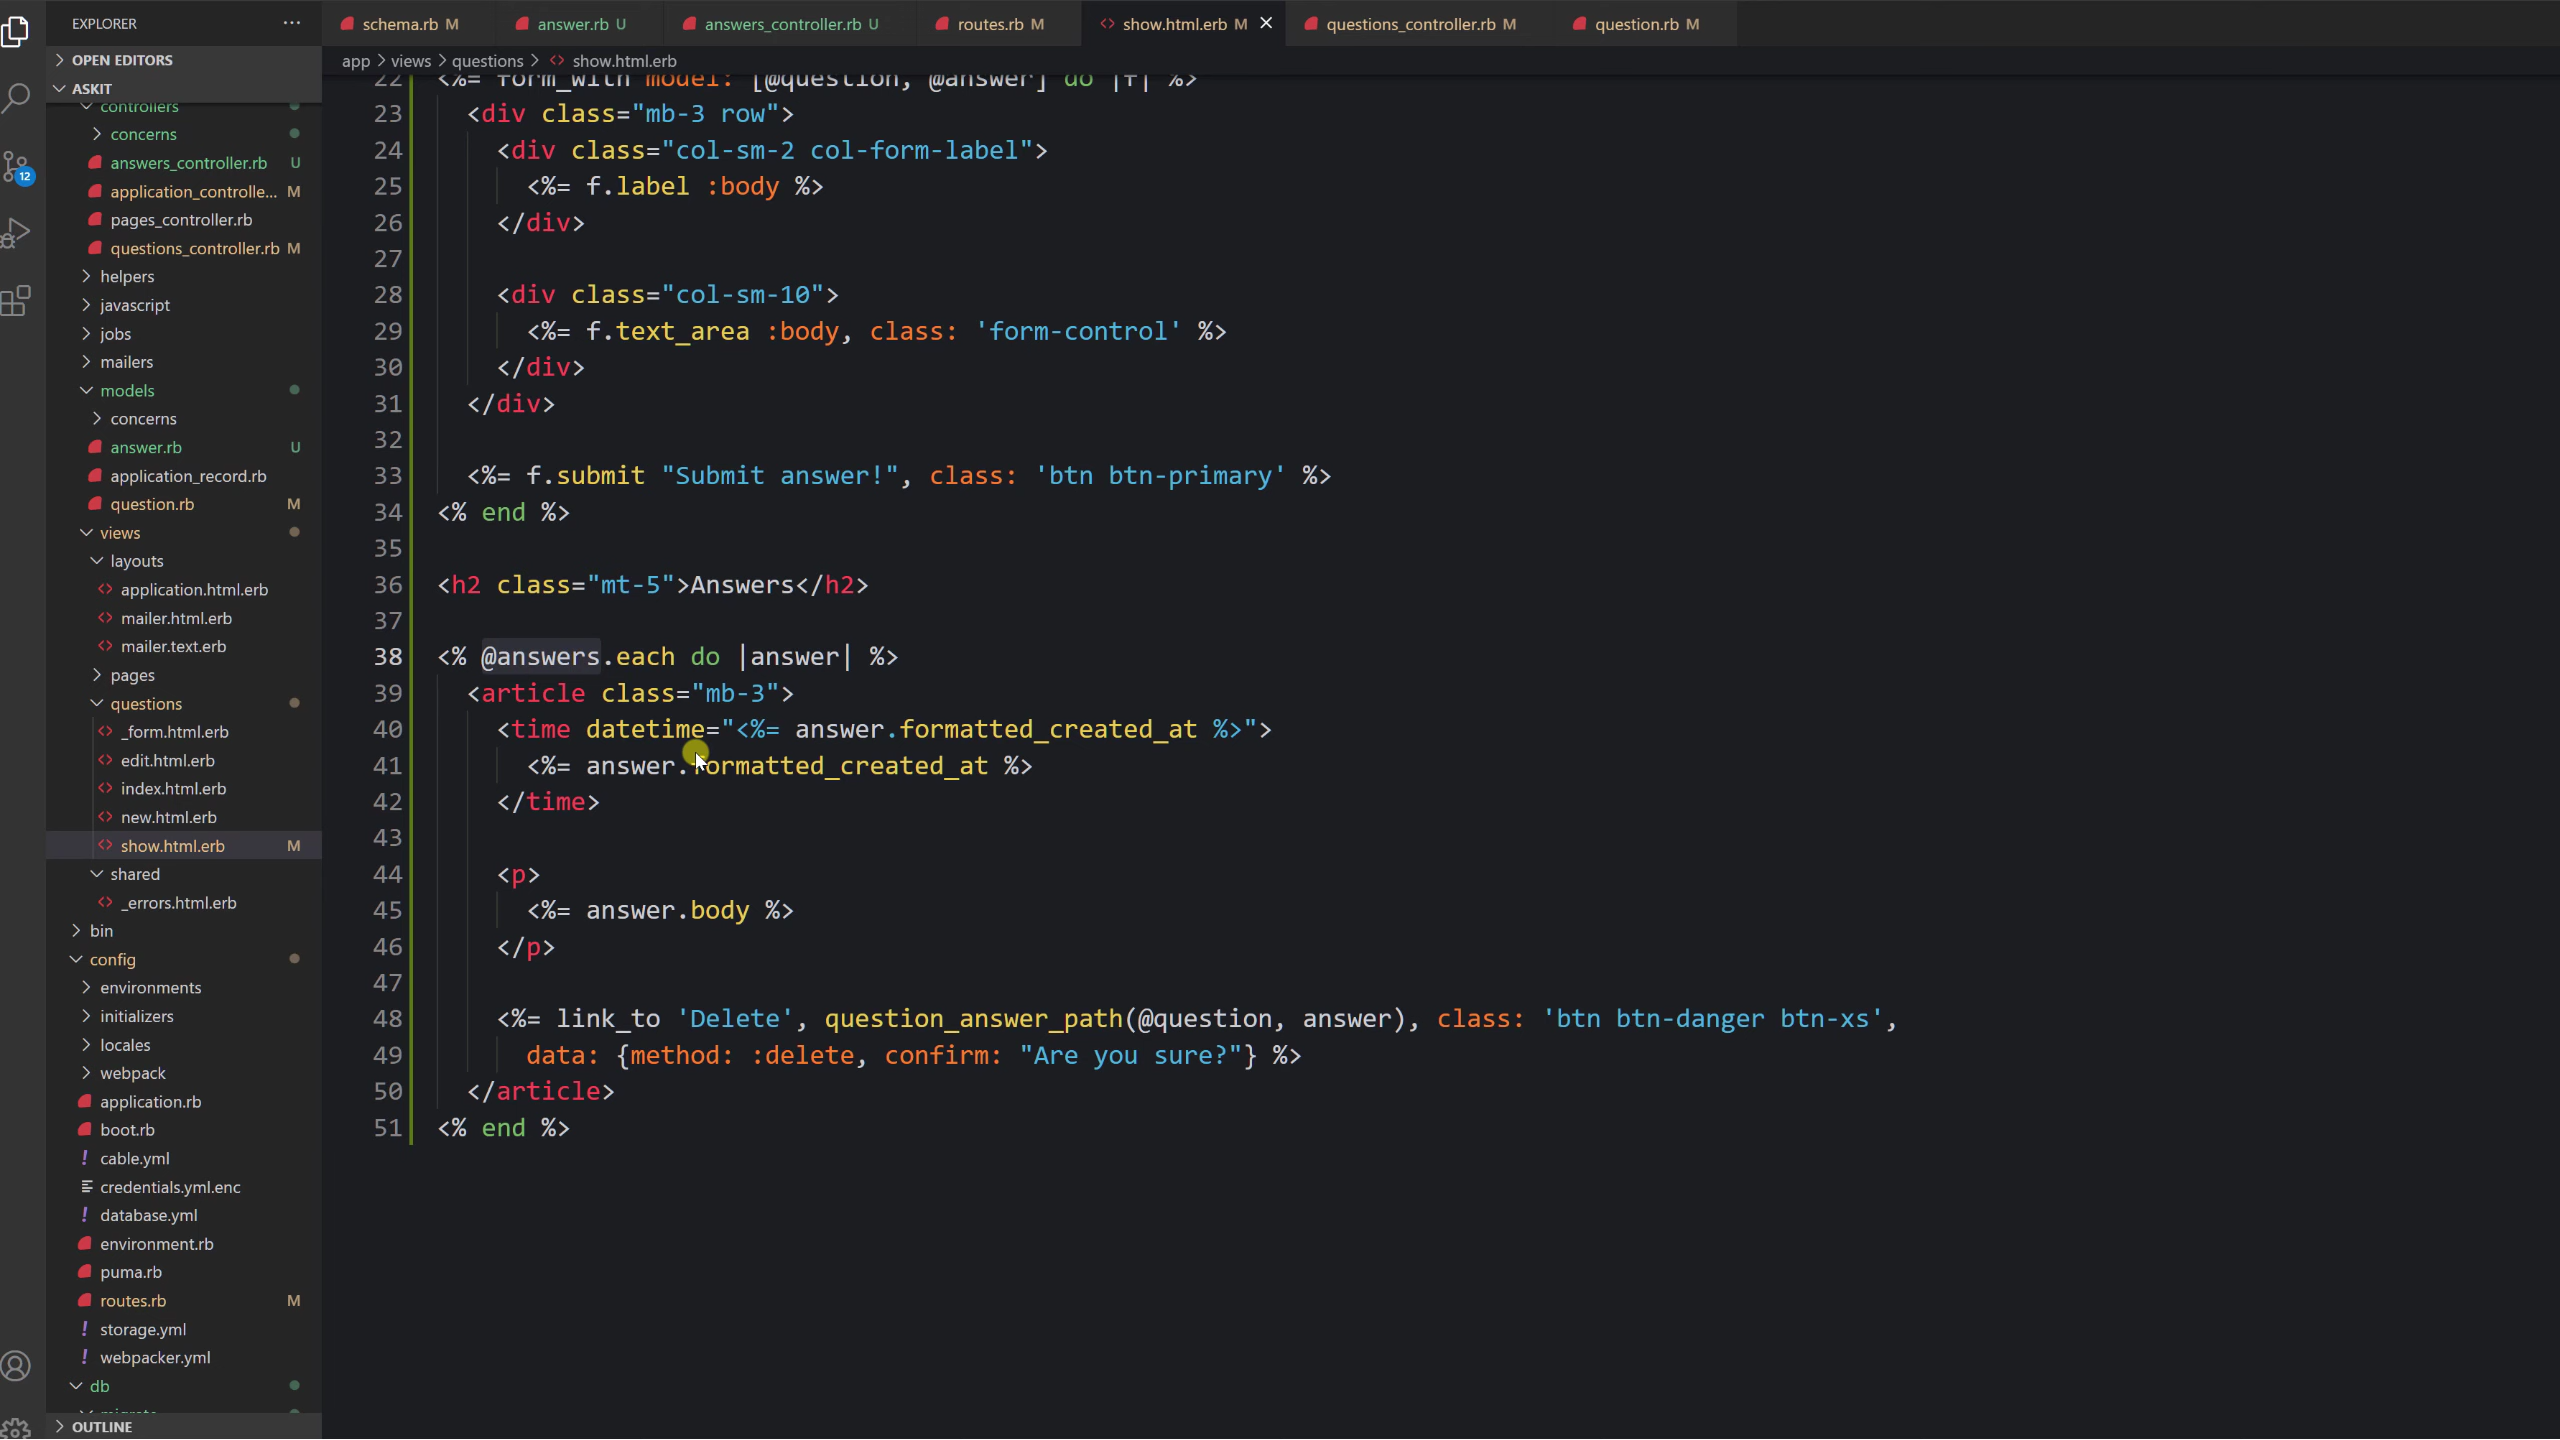 EXPLORER ···
OPEN EDITORS
ASKIT
controllers
concerns
answers_controller.rb U
application_controlle... M
pages_controller.rb
questions_controller.rb M
helpers
javascript
jobs
mailers
models
concerns
answer.rb U
application_record.rb
question.rb M
views
layouts
application.html.erb
mailer.html.erb
mailer.text.erb
pages
questions
_form.html.erb
edit.html.erb
index.html.erb
new.html.erb
show.html.erb M
shared
_errors.html.erb
bin
config
environments
initializers
locales
webpack
application.rb
boot.rb
cable.yml
credentials.yml.enc
database.yml
environment.rb
puma.rb
routes.rb M
storage.yml
webpacker.yml
db
OUTLINE
12
schema.rb M answer.rb U answers_controller.rb U routes.rb M show.html.erb M questions_controller.rb M question.rb M
app > views > questions > show.html.erb
22 <%= form_with model: [@question, @answer] do |f| %>
23 <div class="mb-3 row">
24 <div class="col-sm-2 col-form-label">
25 <%= f.label :body %>
26 </div>
27
28 <div class="col-sm-10">
29 <%= f.text_area :body, class: 'form-control' %>
30 </div>
31 </div>
32
33 <%= f.submit "Submit answer!", class: 'btn btn-primary' %>
34 <% end %>
35
36 <h2 class="mt-5">Answers</h2>
37
38 <% @answers.each do |answer| %>
39 <article class="mb-3">
40 <time datetime="<%= answer.formatted_created_at %>">
41 <%= answer.formatted_created_at %>
42 </time>
43
44 <p>
45 <%= answer.body %>
46 </p>
47
48 <%= link_to 'Delete', question_answer_path(@question, answer), class: 'btn btn-danger btn-xs',
49 data: {method: :delete, confirm: "Are you sure?"} %>
50 </article>
51 <% end %>